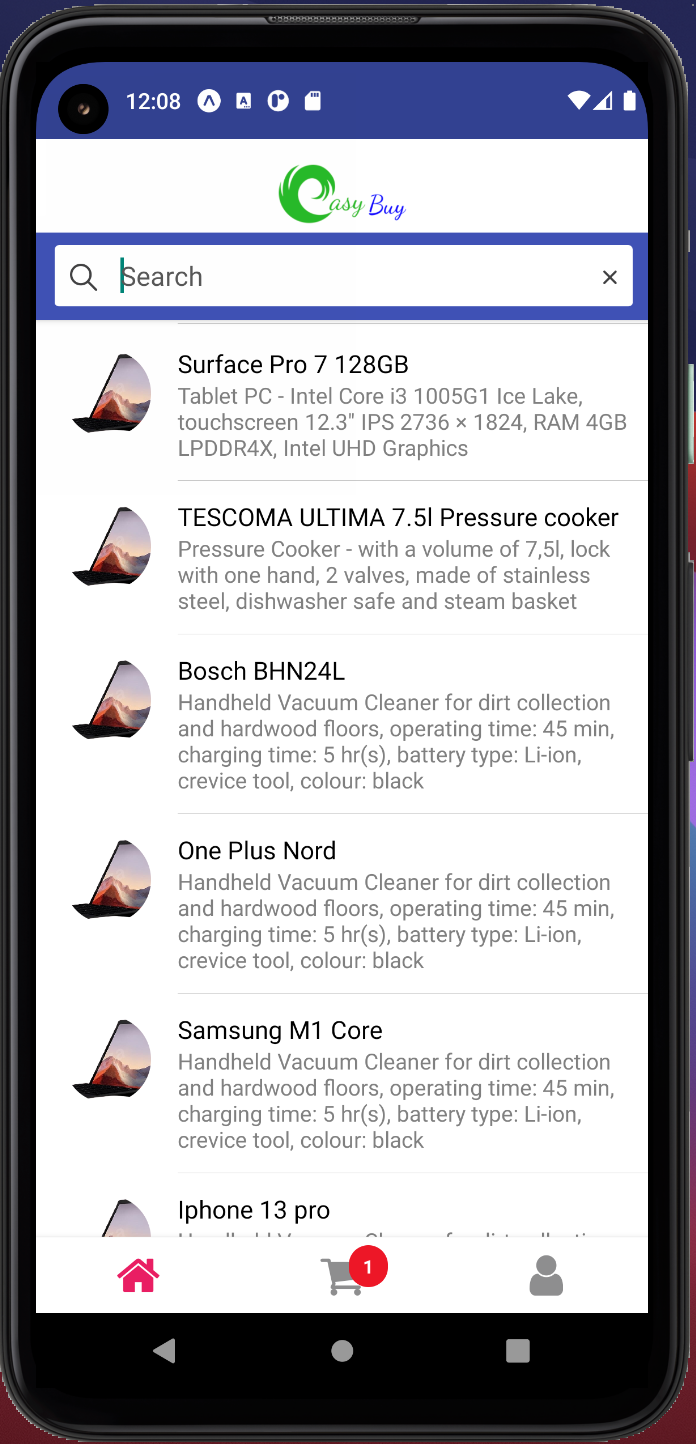 12:08
easy Buy
Search
Surface Pro 7 128GB
Tablet PC - Intel Core i3 1005G1 Ice Lake,
touchscreen 12.3" IPS 2736 × 1824, RAM 4GB
LPDDR4X, Intel UHD Graphics
TESCOMA ULTIMA 7.5l Pressure cooker
Pressure Cooker - with a volume of 7,5l, lock
with one hand, 2 valves, made of stainless
steel, dishwasher safe and steam basket
Bosch BHN24L
Handheld Vacuum Cleaner for dirt collection
and hardwood floors, operating time: 45 min,
charging time: 5 hr(s), battery type: Li-ion,
crevice tool, colour: black
One Plus Nord
Handheld Vacuum Cleaner for dirt collection
and hardwood floors, operating time: 45 min,
charging time: 5 hr(s), battery type: Li-ion,
crevice tool, colour: black
Samsung M1 Core
Handheld Vacuum Cleaner for dirt collection
and hardwood floors, operating time: 45 min,
charging time: 5 hr(s), battery type: Li-ion,
crevice tool, colour: black
Iphone 13 pro
1